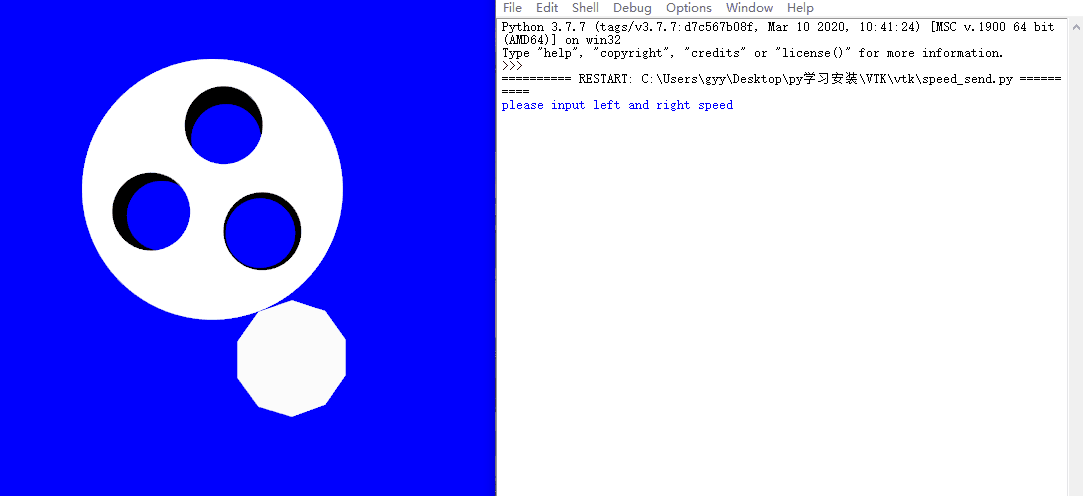 File Edit Shell Debug Options Window Help
Python 3.7.7 (tags/v3.7.7:d7c567b08f, Mar 10 2020, 10:41:24) [MSC v.1900 64 bit
(AMD64)] on win32
Type "help", "copyright", "credits" or "license()" for more information.
>>>
========== RESTART: C:\Users\gyy\Desktop\py学习安装\VTK\vtk\speed_send.py ======
====
please input left and right speed